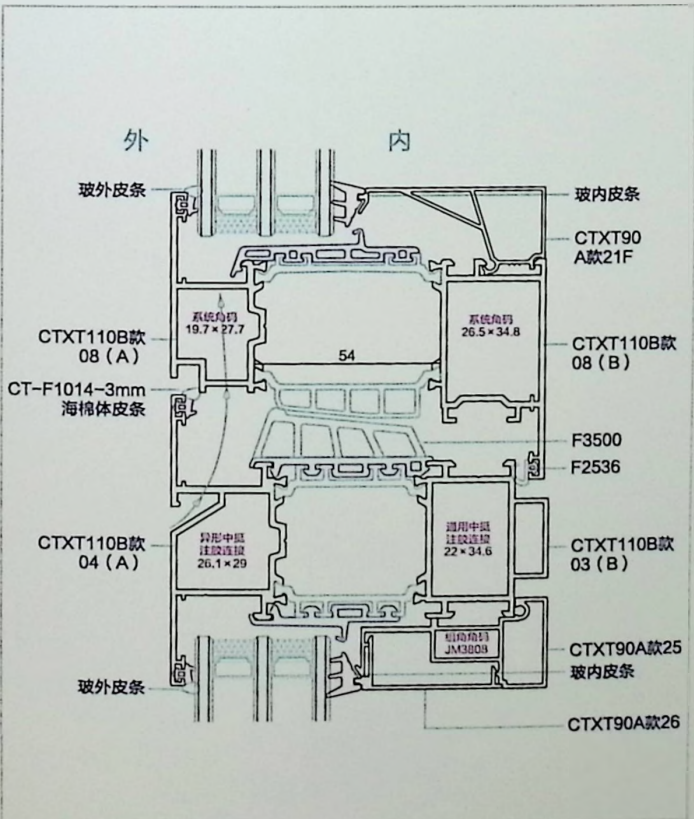 外
内
玻外皮条
玻内皮条
CTXT90
A款21F
系统角码
19.7×27.7
系统角码
26.5×34.8
CTXT110B款
08（A）
54
CTXT110B款
08（B）
CT-F1014-3mm
海棉体皮条
F3500
F2536
异形中挺
注胶连接
26.1×29
通用中挺
注胶连接
22×34.6
CTXT110B款
04（A）
CTXT110B款
03（B）
组角角码
JM3808
CTXT90A款25
玻外皮条
玻内皮条
CTXT90A款26